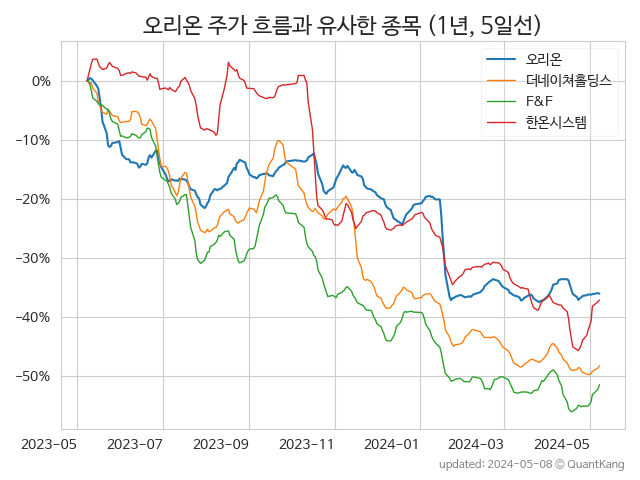 오리온 주가 흐름과 유사한 종목 (1년, 5일선)
오리온
더네이쳐홀딩스
F&F
한온시스템
0%
−10%
−20%
−30%
−40%
−50%
2023-05
2023-07
2023-09
2023-11
2024-01
2024-03
2024-05
updated: 2024-05-08 © QuantKang